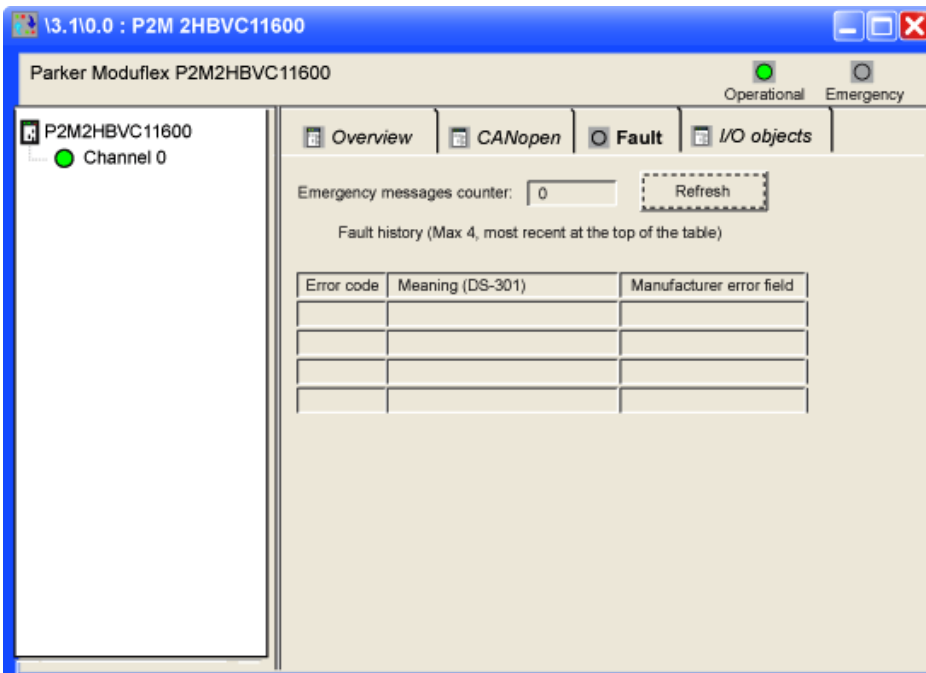 \3.1\0.0 : P2M 2HBVC11600
Parker Moduflex P2M2HBVC11600
Operational
Emergency
P2M2HBVC11600
Channel 0
Overview
CANopen
Fault
I/O objects
Emergency messages counter:
0
Refresh
Fault history (Max 4, most recent at the top of the table)
Error code
Meaning (DS-301)
Manufacturer error field